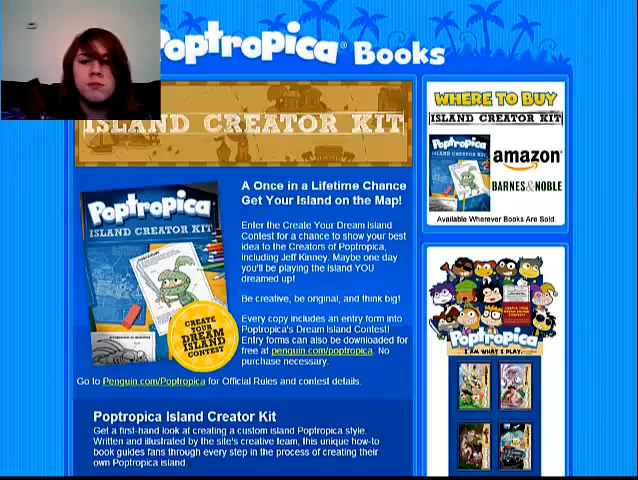 Poptropica® Books
ISLAND CREATOR KIT
WHERE TO BUY
ISLAND CREATOR KIT
Poptropica
amazon
BARNES&NOBLE
Available Wherever Books Are Sold.
Poptropica
ISLAND CREATOR KIT
CREATE
YOUR
DREAM
ISLAND
CONTEST
A Once in a Lifetime Chance
Get Your Island on the Map!
Enter the Create Your Dream Island
Contest for a chance to show your best
idea to the Creators of Poptropica,
including Jeff Kinney. Maybe one day
you'll be playing the island YOU
dreamed up!
Be creative, be original, and think big!
Every copy includes an entry form into
Poptropica's Dream Island Contest!
Entry forms can also be downloaded for
free at penguin.com/poptropica. No
purchase necessary.
Go to Penguin.com/Poptropica for Official Rules and contest details.
Poptropica Island Creator Kit
Get a first-hand look at creating a custom island Poptropica style.
Written and illustrated by the site's creative team, this unique how-to
book guides fans through every step in the process of creating their
own Poptropica island.
Poptropica
I AM WHAT I PLAY.